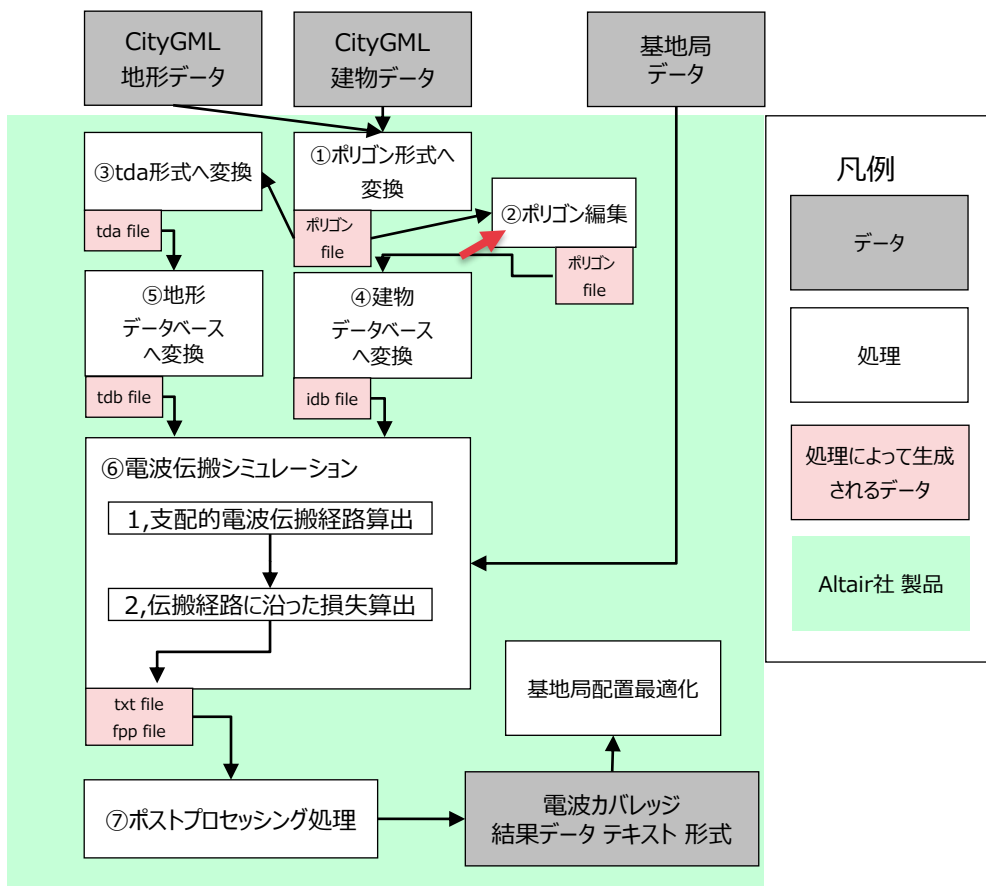 CityGML
地形データ
CityGML
建物データ
基地局
データ
①ポリゴン形式へ
変換
③tda形式へ変換
②ポリゴン編集
tda file
ポリゴン
file
ポリゴン
file
⑤地形
データベース
へ変換
④建物
データベース
へ変換
tdb file
idb file
⑥電波伝搬シミュレーション
1,支配的電波伝搬経路算出
2,伝搬経路に沿った損失算出
txt file
fpp file
基地局配置最適化
⑦ポストプロセッシング処理
電波カバレッジ
結果データ テキスト 形式
凡例
データ
処理
処理によって生成
されるデータ
Altair社 製品